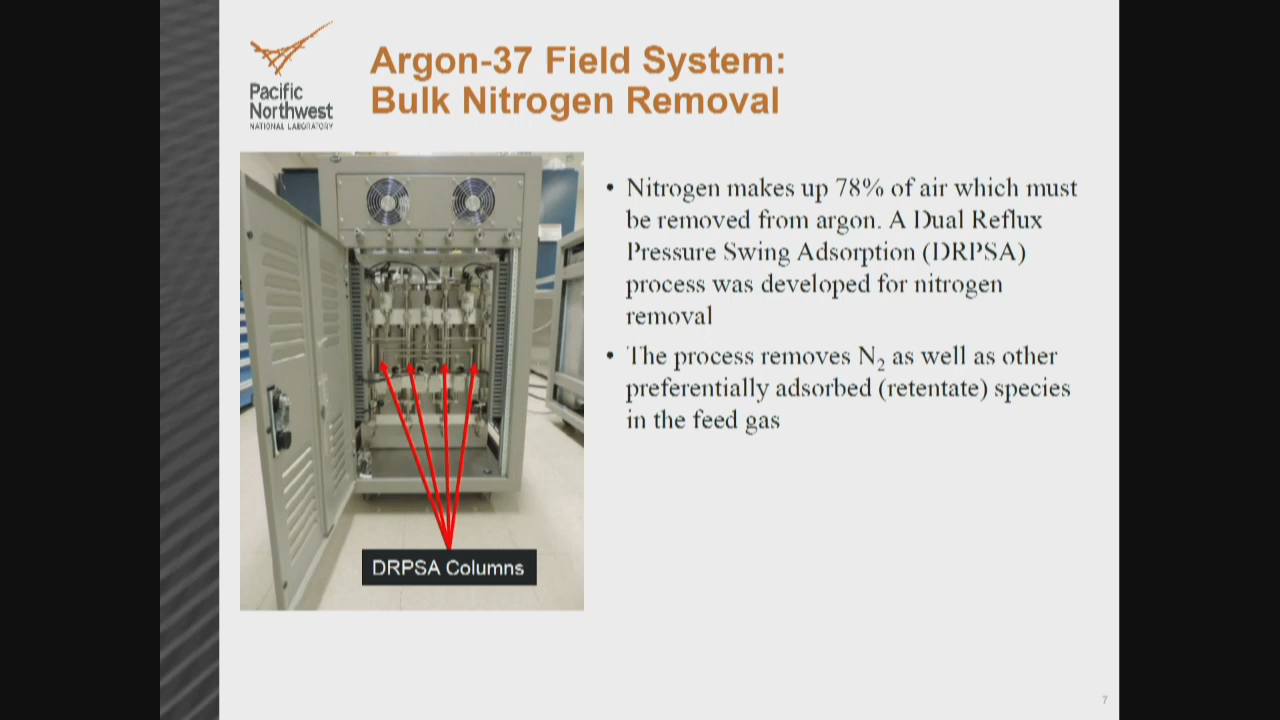 Pacific
Northwest
NATIONAL LABORATORY
Argon-37 Field System:
Bulk Nitrogen Removal
• Nitrogen makes up 78% of air which must
be removed from argon. A Dual Reflux
Pressure Swing Adsorption (DRPSA)
process was developed for nitrogen
removal
• The process removes N₂ as well as other
preferentially adsorbed (retentate) species
in the feed gas
DRPSA Columns
7